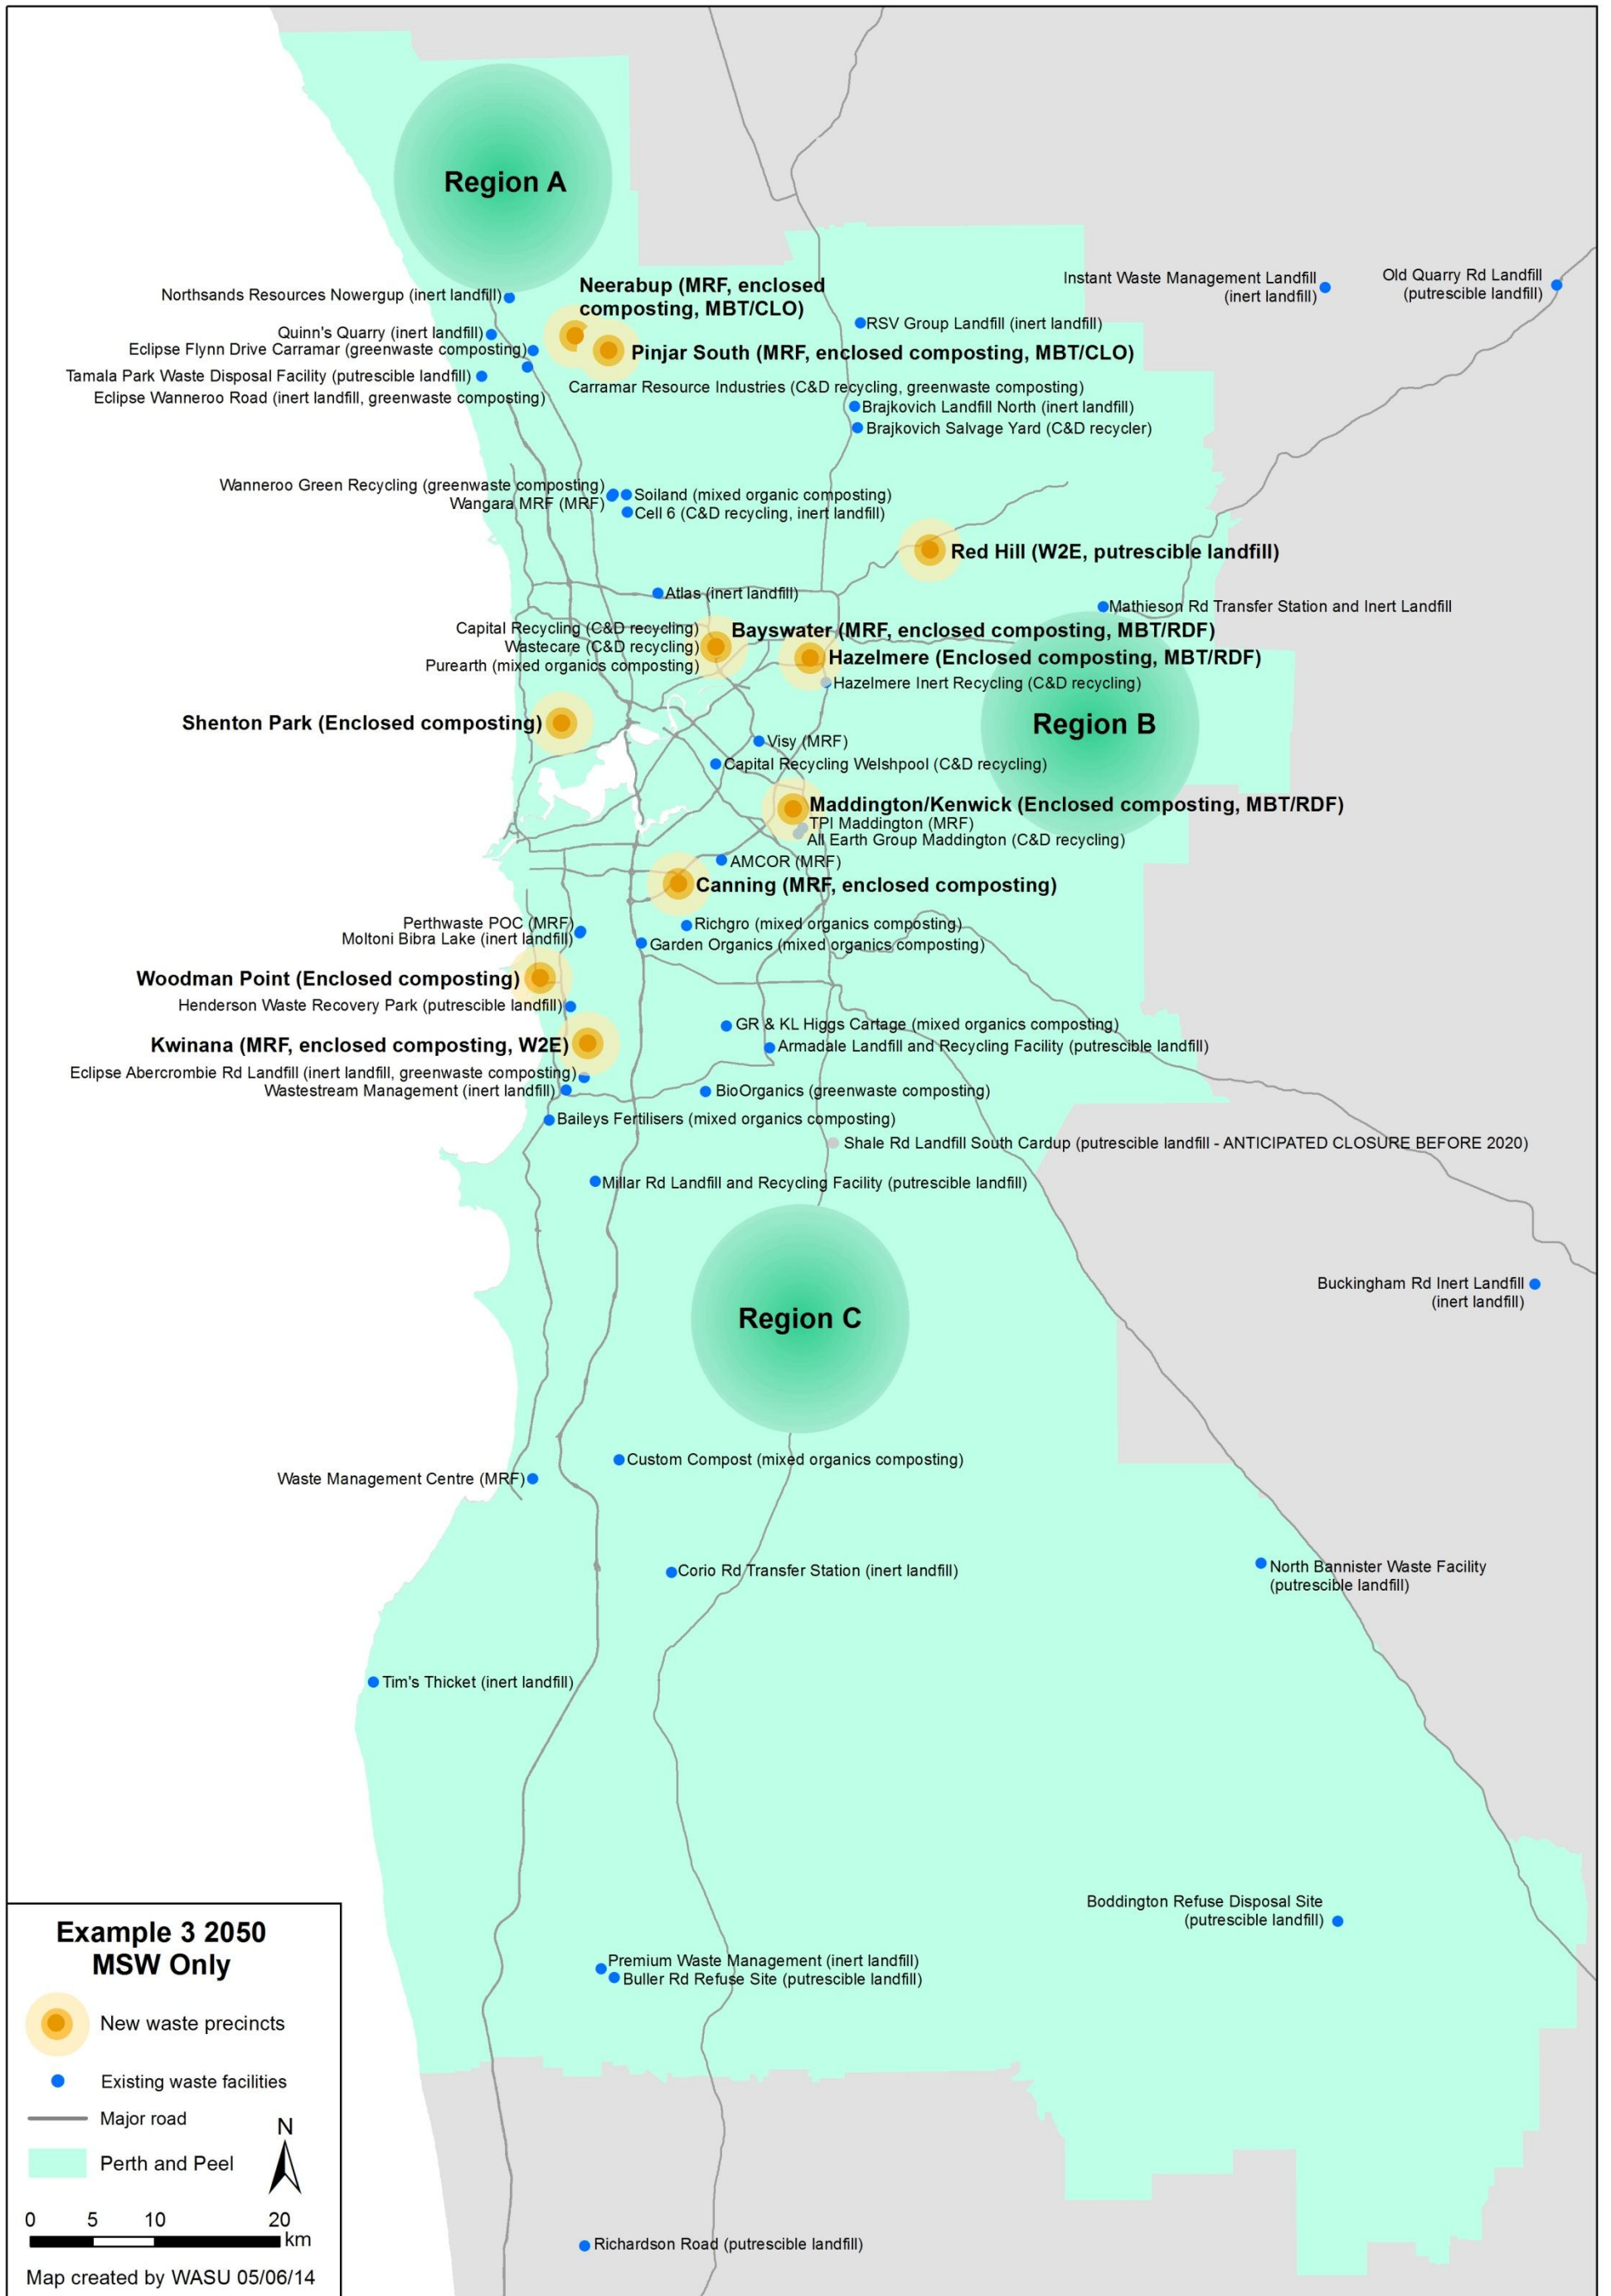 Region A
Northsands Resources Nowergup (inert landfill)
Neerabup (MRF, enclosed
composting, MBT/CLO)
Instant Waste Management Landfill
(inert landfill)
Old Quarry Rd Landfill
(putrescible landfill)
Quinn's Quarry (inert landfill)
RSV Group Landfill (inert landfill)
Eclipse Flynn Drive Carramar (greenwaste composting)
Pinjar South (MRF, enclosed composting, MBT/CLO)
Tamala Park Waste Disposal Facility (putrescible landfill)
Carramar Resource Industries (C&D recycling, greenwaste composting)
Eclipse Wanneroo Road (inert landfill, greenwaste composting)
Brajkovich Landfill North (inert landfill)
Brajkovich Salvage Yard (C&D recycler)
Wanneroo Green Recycling (greenwaste composting)
Soiland (mixed organic composting)
Wangara MRF (MRF)
Cell 6 (C&D recycling, inert landfill)
Red Hill (W2E, putrescible landfill)
Atlas (inert landfill)
Mathieson Rd Transfer Station and Inert Landfill
Capital Recycling (C&D recycling)
Bayswater (MRF, enclosed composting, MBT/RDF)
Wastecare (C&D recycling)
Hazelmere (Enclosed composting, MBT/RDF)
Purearth (mixed organics composting)
Hazelmere Inert Recycling (C&D recycling)
Shenton Park (Enclosed composting)
Region B
Visy (MRF)
Capital Recycling Welshpool (C&D recycling)
Maddington/Kenwick (Enclosed composting, MBT/RDF)
TPI Maddington (MRF)
All Earth Group Maddington (C&D recycling)
AMCOR (MRF)
Canning (MRF, enclosed composting)
Perthwaste POC (MRF)
Richgro (mixed organics composting)
Moltoni Bibra Lake (inert landfill)
Garden Organics (mixed organics composting)
Woodman Point (Enclosed composting)
Henderson Waste Recovery Park (putrescible landfill)
GR & KL Higgs Cartage (mixed organics composting)
Kwinana (MRF, enclosed composting, W2E)
Armadale Landfill and Recycling Facility (putrescible landfill)
Eclipse Abercrombie Rd Landfill (inert landfill, greenwaste composting)
Wastestream Management (inert landfill)
BioOrganics (greenwaste composting)
Baileys Fertilisers (mixed organics composting)
Shale Rd Landfill South Cardup (putrescible landfill - ANTICIPATED CLOSURE BEFORE 2020)
Millar Rd Landfill and Recycling Facility (putrescible landfill)
Buckingham Rd Inert Landfill
(inert landfill)
Region C
Custom Compost (mixed organics composting)
Waste Management Centre (MRF)
Corio Rd Transfer Station (inert landfill)
North Bannister Waste Facility
(putrescible landfill)
Tim's Thicket (inert landfill)
Boddington Refuse Disposal Site
(putrescible landfill)
Premium Waste Management (inert landfill)
Buller Rd Refuse Site (putrescible landfill)
Richardson Road (putrescible landfill)
Example 3 2050
MSW Only
New waste precincts
Existing waste facilities
Major road
N
Perth and Peel
0 5 10 20
km
Map created by WASU 05/06/14